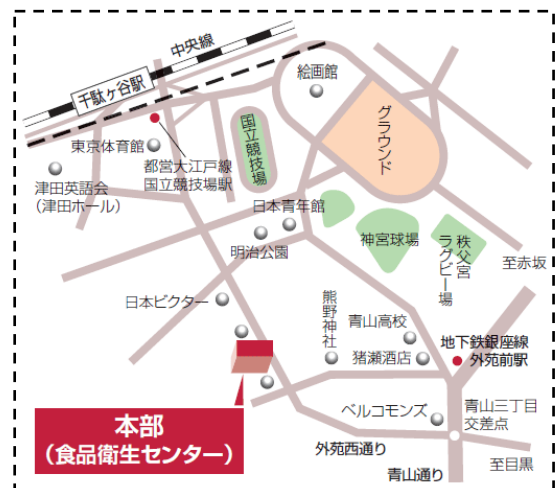 中央線
千駄ヶ谷駅
絵画館
グラウンド
国立競技場
東京体育館
都営大江戸線
国立競技場駅
津田英語会
(津田ホール)
日本青年館
明治公園
神宮球場
秩父宮
ラグビー場
至赤坂
日本ビクター
熊野神社
青山高校
猪瀬酒店
地下鉄銀座線
外苑前駅
本部
(食品衛生センター)
ベルコモンズ
青山三丁目
交差点
外苑西通り
青山通り
至目黒